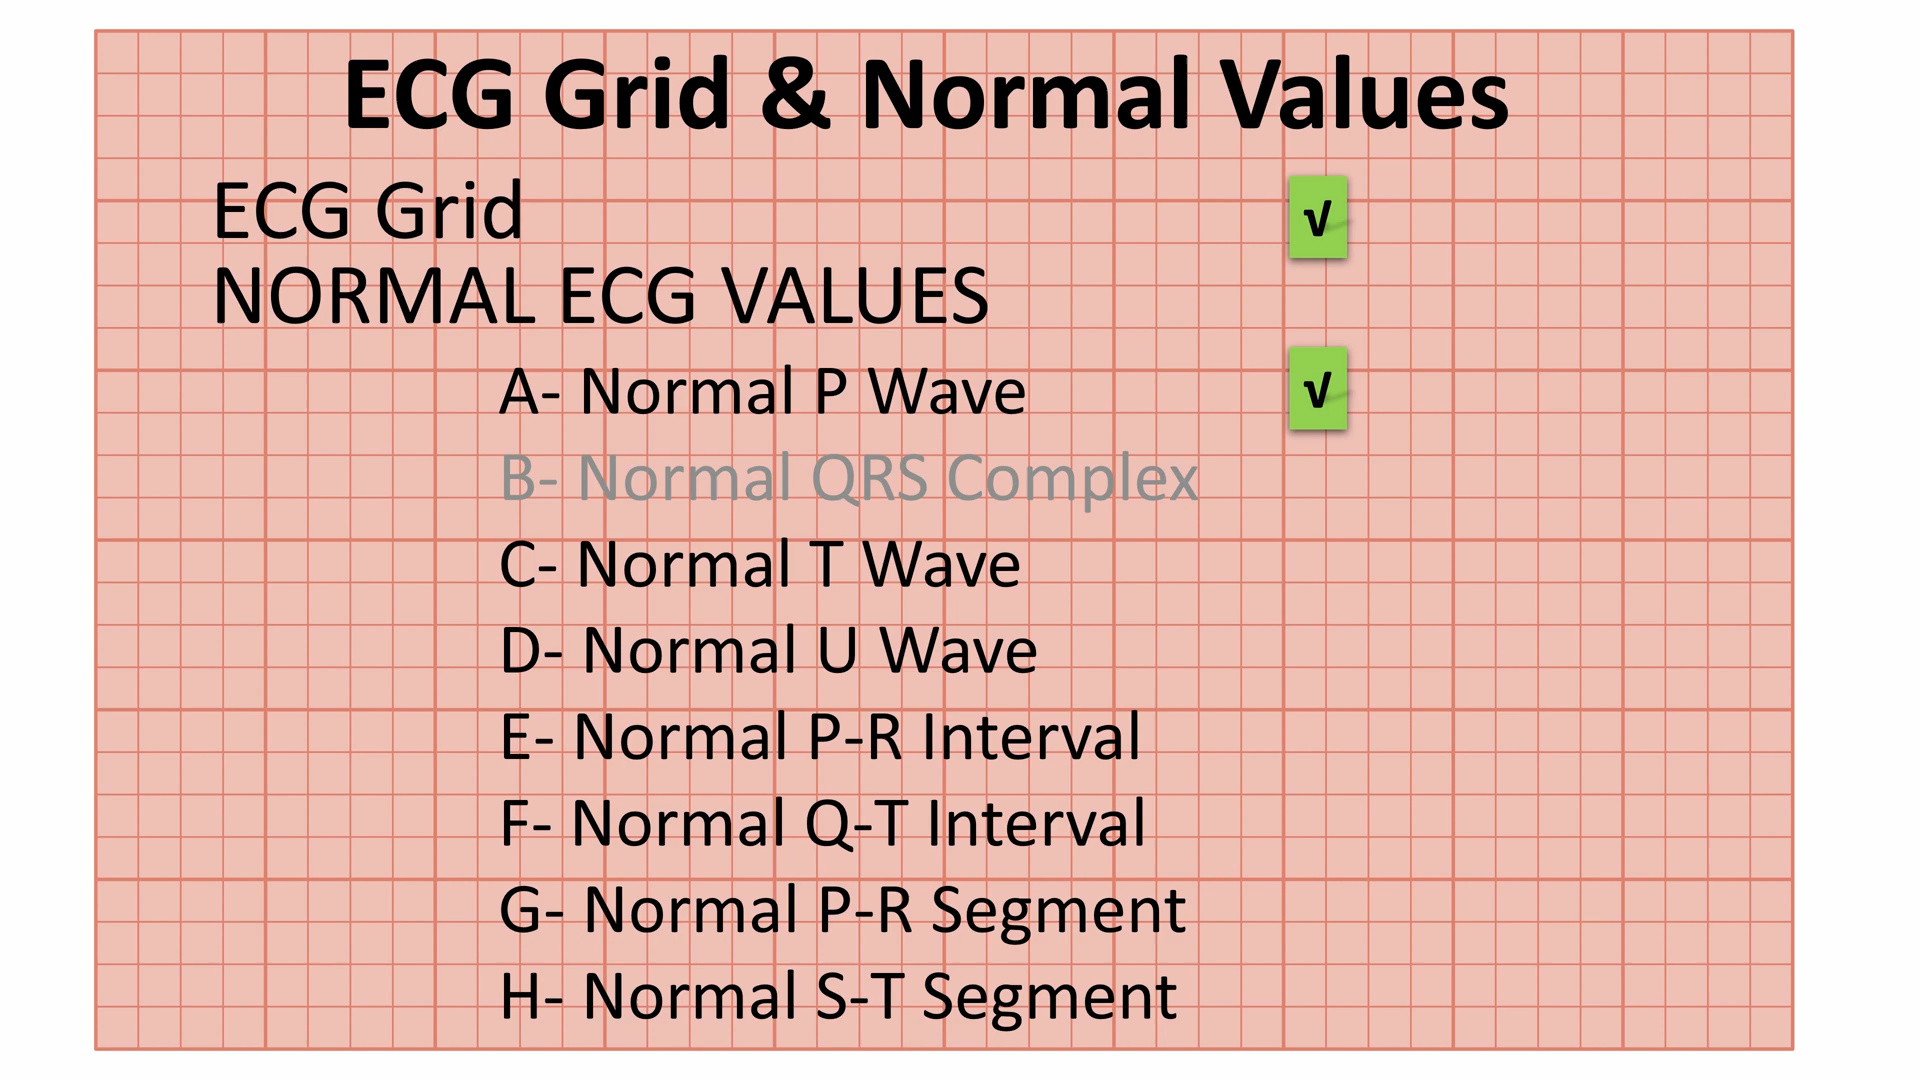 ECG Grid & Normal Values
ECG Grid √
NORMAL ECG VALUES
A- Normal P Wave √
B- Normal QRS Complex
C- Normal T Wave
D- Normal U Wave
E- Normal P-R Interval
F- Normal Q-T Interval
G- Normal P-R Segment
H- Normal S-T Segment